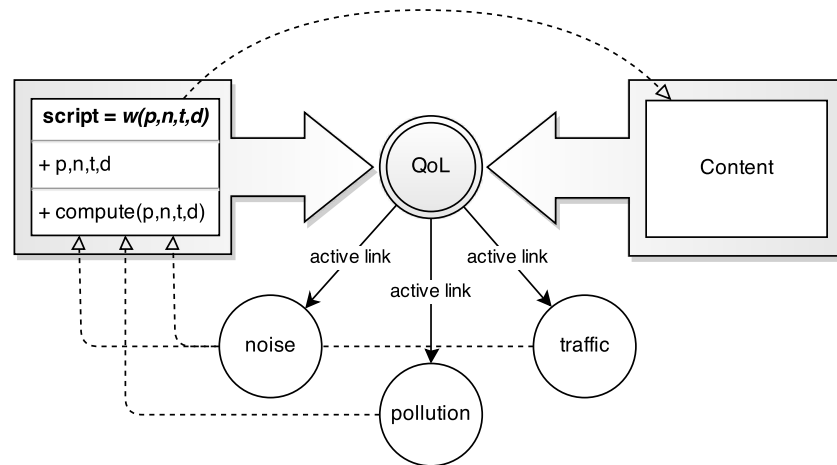 script = w(p,n,t,d)
+ p,n,t,d
+ compute(p,n,t,d)
QoL
Content
active link
active link
active link
noise
traffic
pollution